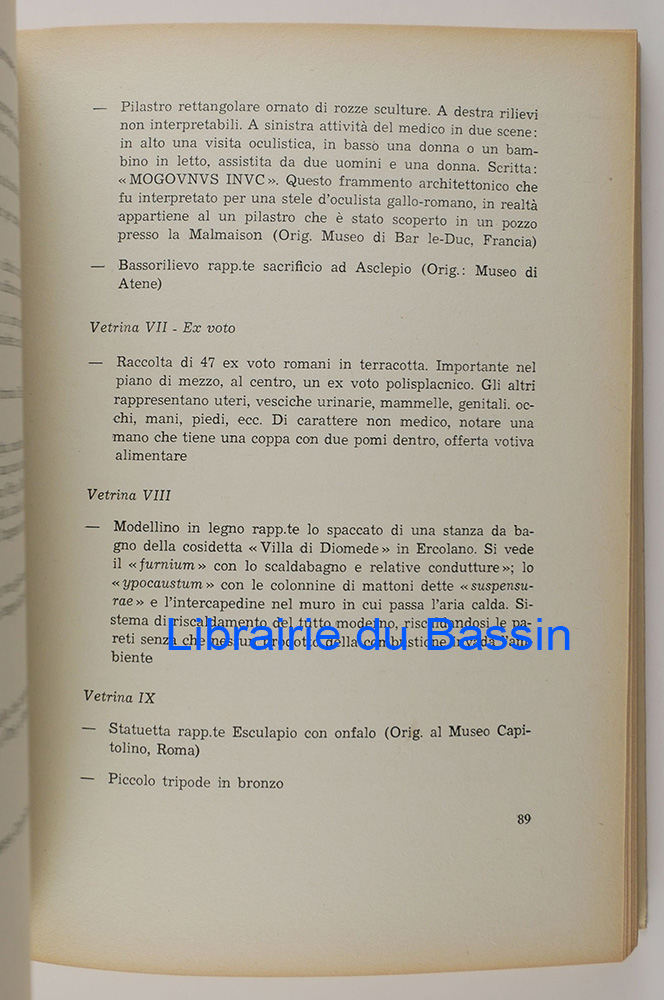 — Pilastro rettangolare ornato di rozze sculture. A destra rilievi
non interpretabili. A sinistra attività del medico in due scene:
in alto una visita oculistica, in basso una donna o un bam-
bino in letto, assistita da due uomini e una donna. Scritta:
«MOGOVNVS INVC». Questo frammento architettonico che
fu interpretato per una stele d'oculista gallo-romano, in realtà
appartiene al un pilastro che è stato scoperto in un pozzo
presso la Malmaison (Orig. Museo di Bar le-Duc, Francia)
— Bassorilievo rapp.te sacrificio ad Asclepio (Orig.: Museo di
Atene)
Vetrina VII - Ex voto
— Raccolta di 47 ex voto romani in terracotta. Importante nel
piano di mezzo, al centro, un ex voto polisplacnico. Gli altri
rappresentano uteri, vesciche urinarie, mammelle, genitali. oc-
chi, mani, piedi, ecc. Di carattere non medico, notare una
mano che tiene una coppa con due pomi dentro, offerta votiva
alimentare
Vetrina VIII
— Modellino in legno rapp.te lo spaccato di una stanza da ba-
gno della cosidetta «Villa di Diomede» in Ercolano. Si vede
il «furnium» con lo scaldabagno e relative condutture»; lo
«ypocaustum» con le colonnine di mattoni dette «suspensu-
rae» e l'intercapedine nel muro in cui passa l'aria calda. Si-
stema di riscaldamento del tutto moderno, riscaldandosi le pa-
Librairie du Bassin
reti senza che nessun prodotto della combustione invada l'am-
biente
Vetrina IX
— Statuetta rapp.te Esculapio con onfalo (Orig. al Museo Capi-
tolino, Roma)
— Piccolo tripode in bronzo
89